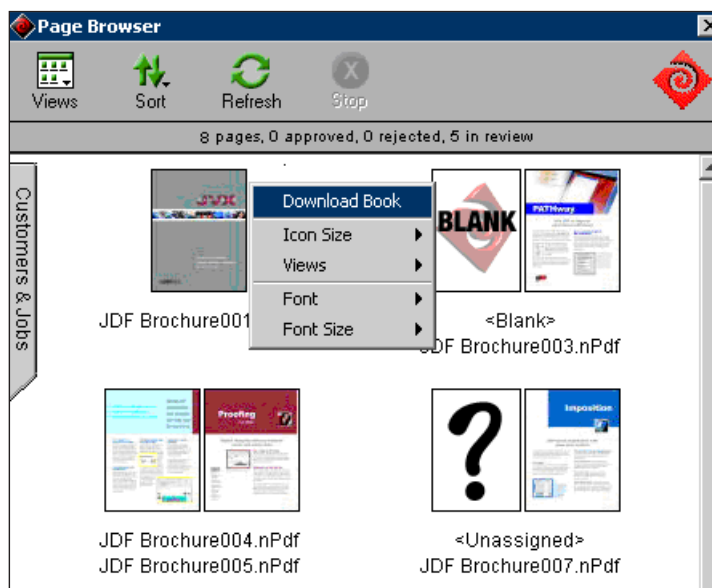 Page Browser
Views
Sort
Refresh
Stop
8 pages, 0 approved, 0 rejected, 5 in review
Customers & Jobs
JVX
Download Book
Icon Size
Views
Font
Font Size
JDF Brochure001
BLANK
PATHway
<Blank>
JDF Brochure003.nPdf
Proofing
Imposition
JDF Brochure004.nPdf
JDF Brochure005.nPdf
?
<Unassigned>
JDF Brochure007.nPdf